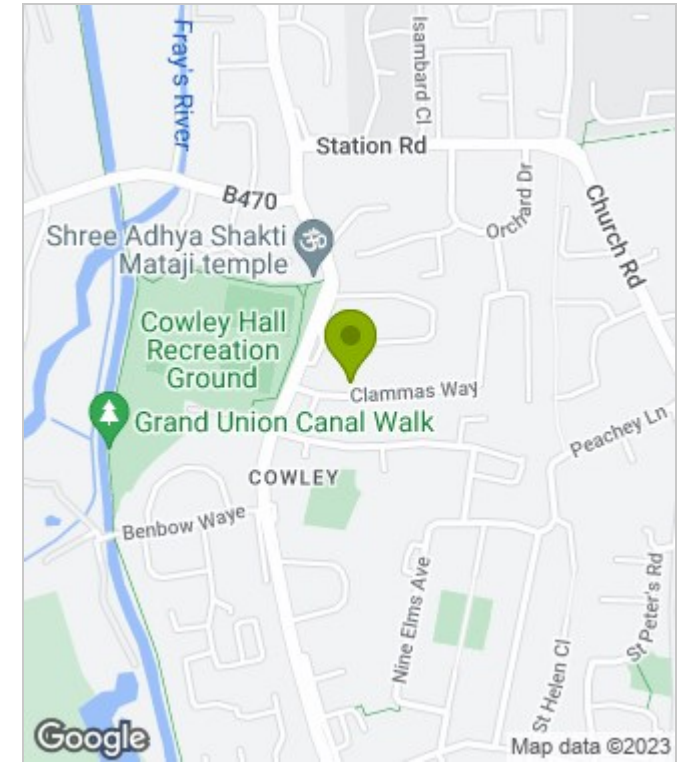 Fray's River
Isambard Cl
Station Rd
B470
Orchard Dr
Church Rd
Shree Adhya Shakti
Mataji temple
Cowley Hall
Recreation
Ground
Clammas Way
Grand Union Canal Walk
Peachey Ln
COWLEY
Benbow Waye
Nine Elms Ave
St Peter's Rd
St Helen Cl
Google
Map data ©2023